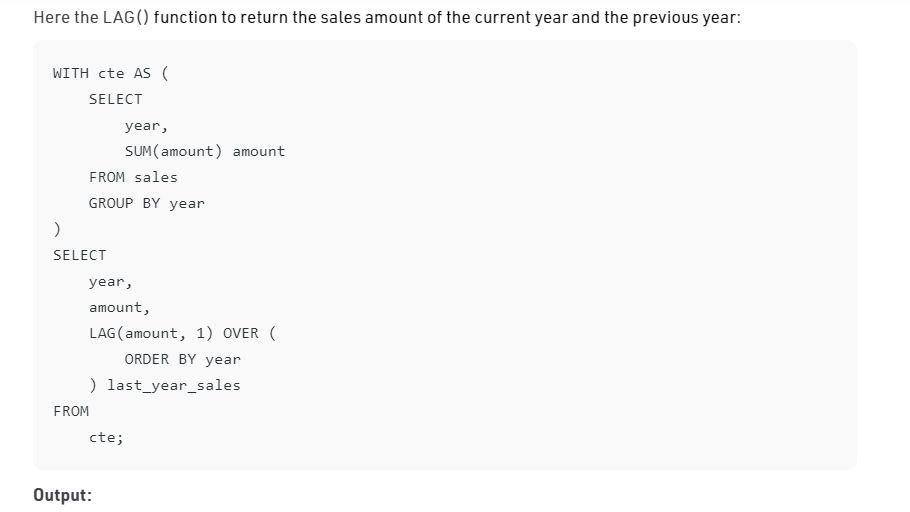 Here the LAG() function to return the sales amount of the current year and the previous year:
WITH cte AS (
    SELECT
        year,
        SUM(amount) amount
    FROM sales
    GROUP BY year
)
SELECT
    year,
    amount,
    LAG(amount, 1) OVER (
        ORDER BY year
    ) last_year_sales
FROM
    cte;
Output: